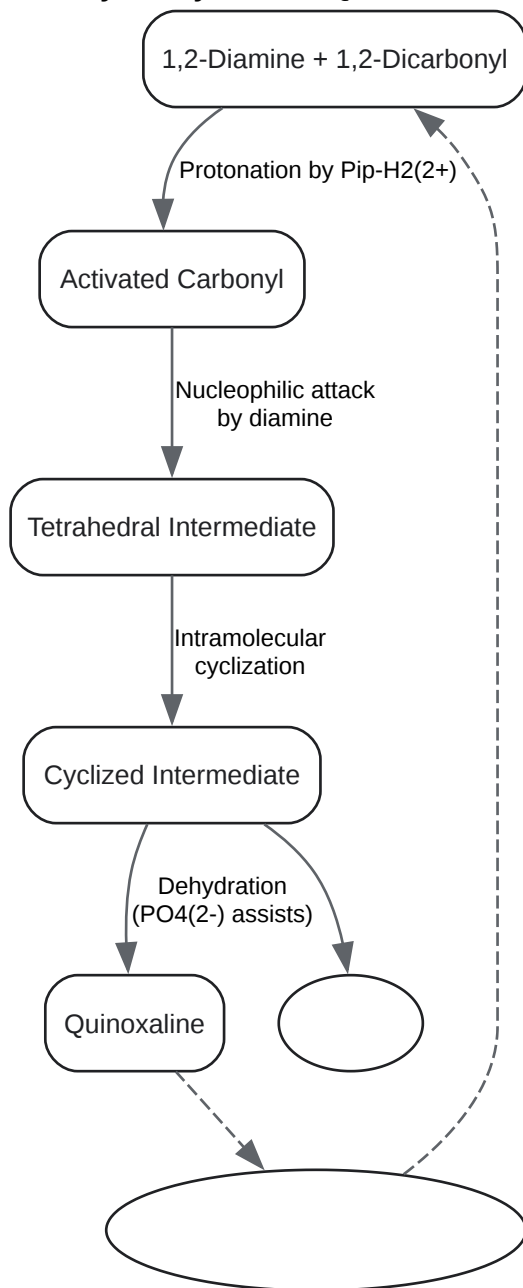 1,2-Diamine + 1,2-Dicarbonyl
Protonation by Pip-H2(2+)
Activated Carbonyl
Nucleophilic attack
by diamine
Tetrahedral Intermediate
Intramolecular
cyclization
Cyclized Intermediate
Dehydration
(PO4(2-) assists)
Quinoxaline